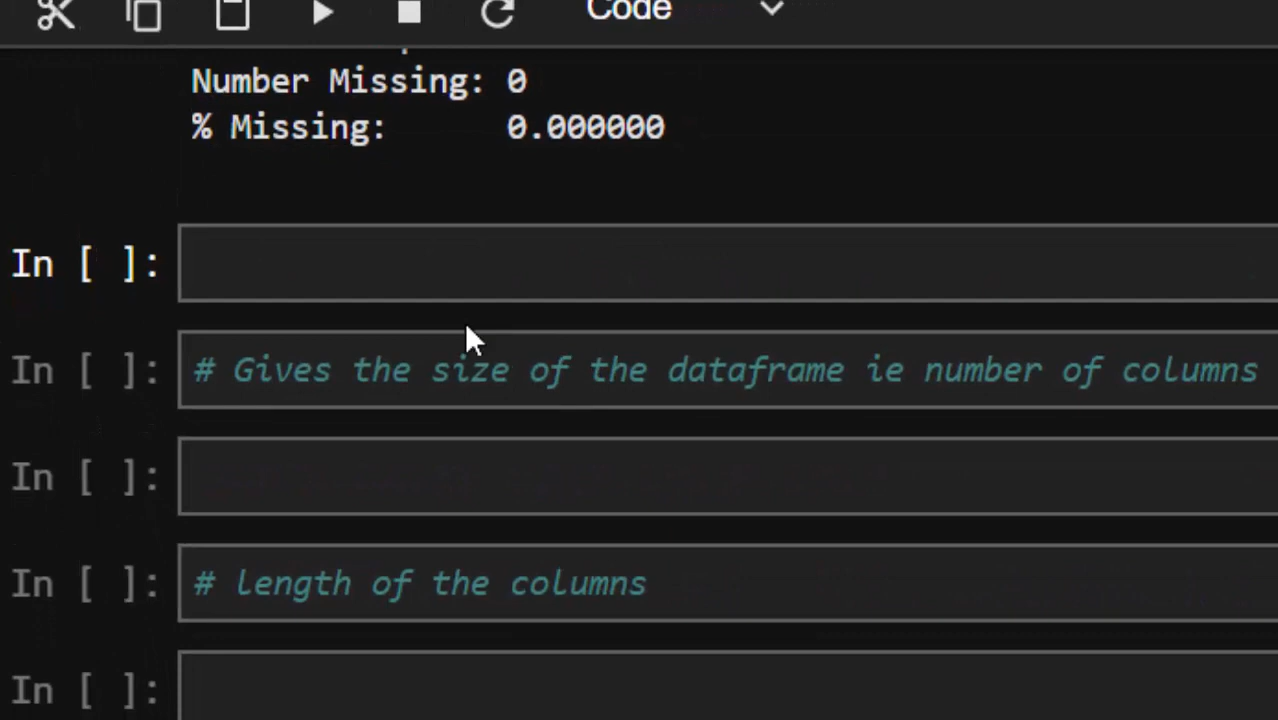 Code
Number Missing: 0
% Missing: 0.000000
In [ ]:
In [ ]: # Gives the size of the dataframe ie number of columns
In [ ]:
In [ ]: # length of the columns
In [ ]: